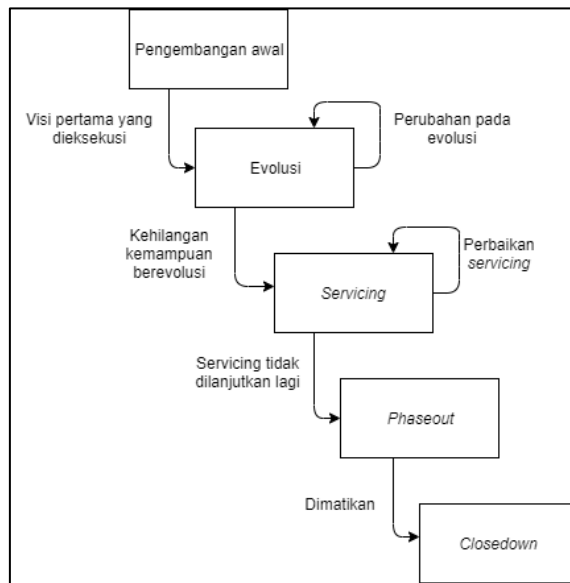 Pengembangan awal
Visi pertama yang
dieksekusi
Perubahan pada
evolusi
Evolusi
Kehilangan
kemampuan
berevolusi
Perbaikan
servicing
Servicing
Servicing tidak
dilanjutkan lagi
Phaseout
Dimatikan
Closedown